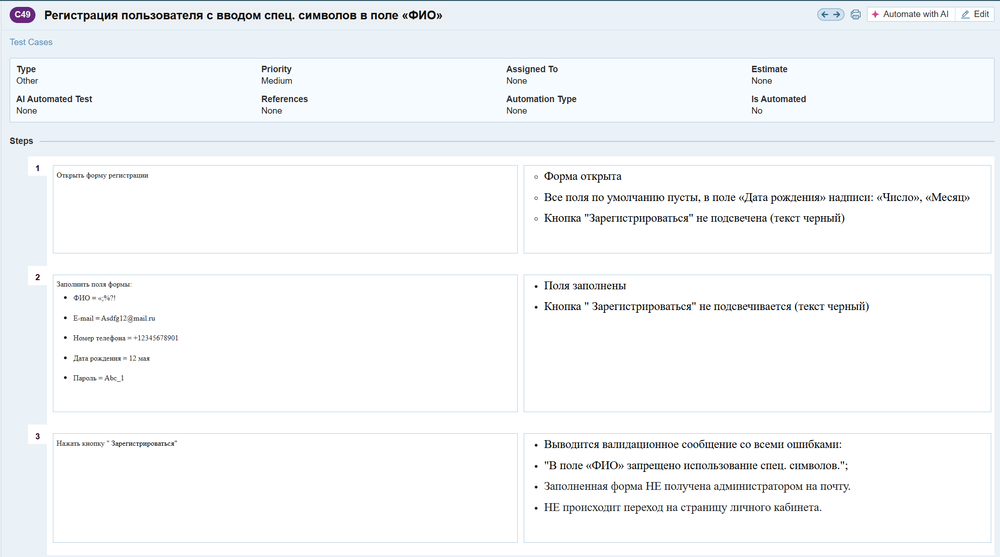 C49 Регистрация пользователя с вводом спец. символов в поле «ФИО» Automate with AI Edit
Test Cases
Type Priority Assigned To Estimate
Other Medium None None
AI Automated Test References Automation Type Is Automated
None None None No
Steps
1
Открыть форму регистрации
Форма открыта
Все поля по умолчанию пусты, в поле «Дата рождения» надписи: «Число», «Месяц»
Кнопка "Зарегистрироваться" не подсвечена (текст черный)
2
Заполнить поля формы:
ФИО = «;%?!
E-mail = Asdfg12@mail.ru
Номер телефона = +12345678901
Дата рождения = 12 мая
Пароль = Abc_1
Поля заполнены
Кнопка " Зарегистрироваться" не подсвечивается (текст черный)
3
Нажать кнопку " Зарегистрироваться"
Выводится валидационное сообщение со всеми ошибками:
"В поле «ФИО» запрещено использование спец. символов.";
Заполненная форма НЕ получена администратором на почту.
НЕ происходит переход на страницу личного кабинета.